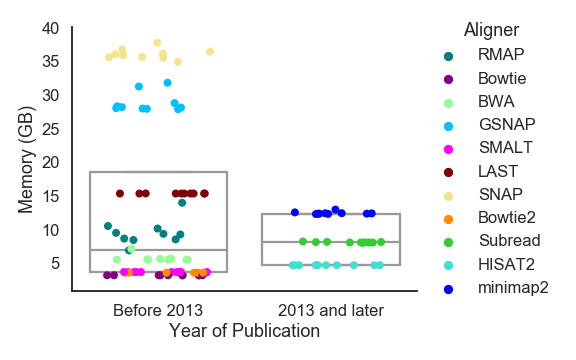 Aligner
RMAP
Bowtie
BWA
GSNAP
SMALT
LAST
SNAP
Bowtie2
Subread
HISAT2
minimap2
Memory (GB)
40
35
30
25
20
15
10
5
Before 2013
2013 and later
Year of Publication